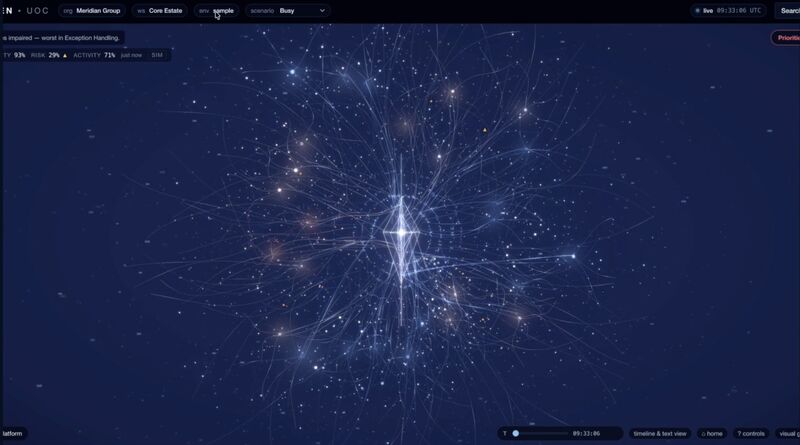 EN • UOC
org Meridian Group
ws Core Estate
env sample
scenario Busy
live 09:33:06 UTC
Search
impaired — worst in Exception Handling.
TY 93% RISK 29% ▲ ACTIVITY 71% just now SIM
Prioritie
latform
T 09:33:06
timeline & text view
⌂ home
? controls
visual